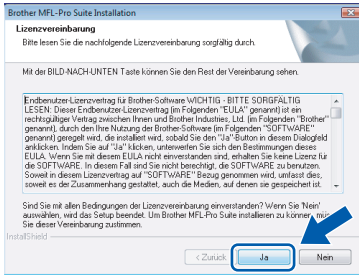 Brother MFL-Pro Suite Installation
Lizenzvereinbarung
Bitte lesen Sie die nachfolgende Lizenzvereinbarung sorgfältig durch.
Mit der BILD-NACH-UNTEN Taste können Sie den Rest der Vereinbarung sehen.
Endbenutzer-Lizenzvertrag für Brother-Software WICHTIG - BITTE SORGFÄLTIG
LESEN: Dieser Endbenutzer-Lizenzvertrag (im Folgenden "EULA" genannt) ist ein
rechtsgültiger Vertrag zwischen Ihnen und Brother Industries, Ltd. (im Folgenden "Brother"
genannt), durch den Ihre Nutzung der Brother-Software (im Folgenden "SOFTWARE"
genannt) geregelt wird, die installiert wird, sobald Sie den "Ja"-Button in diesem Dialogfeld
anklicken. Indem Sie auf "Ja" klicken, unterwerfen Sie sich den Bestimmungen dieses
EULA. Wenn Sie mit diesem EULA nicht einverstanden sind, erhalten Sie keine Lizenz für
die SOFTWARE. In diesem Fall sind Sie nicht berechtigt, die SOFTWARE zu benutzen.
Soweit in diesem Lizenzvertrag auf "SOFTWARE" Bezug genommen wird, umfasst dies,
soweit es der Zusammenhang gestattet, auch die Medien, auf denen sie gespeichert ist.
Sind Sie mit allen Bedingungen der Lizenzvereinbarung einverstanden? Wenn Sie 'Nein'
auswählen, wird das Setup beendet. Um Brother MFL-Pro Suite installieren zu können,
Sie dieser Vereinbarung zustimmen.
InstallShield
< Zurück
Ja
Nein